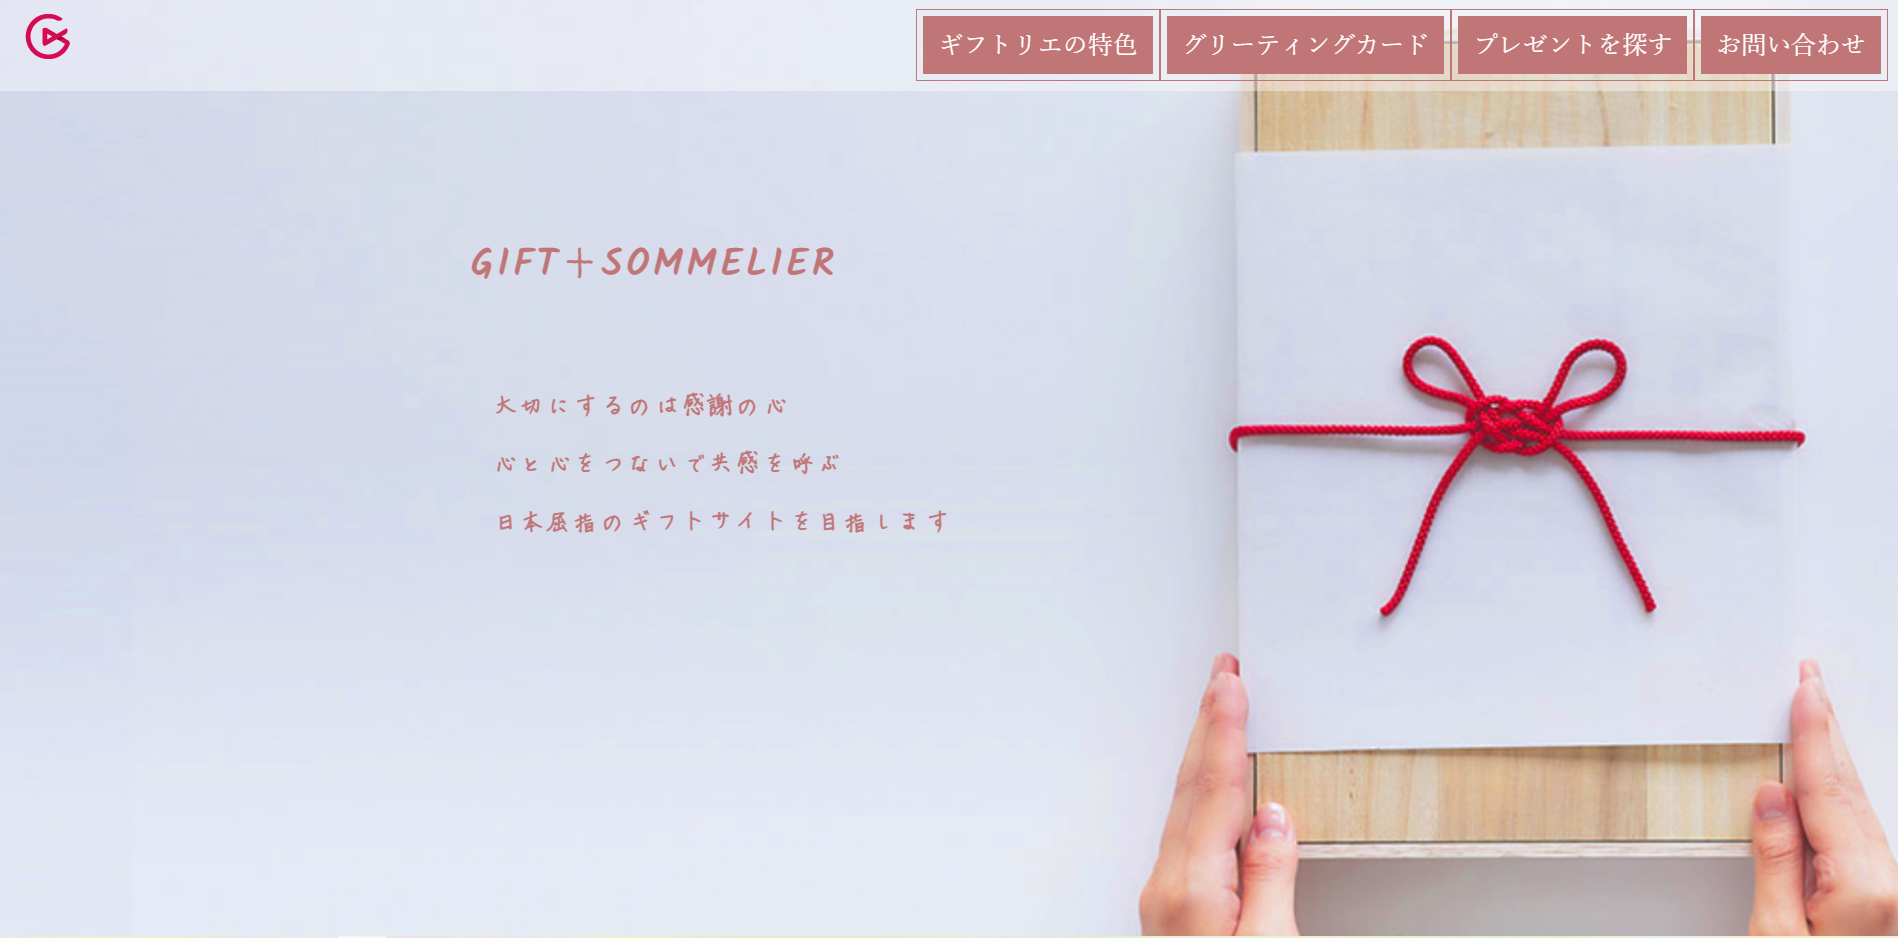 ギフトリエの特色 グリーティングカード プレゼントを探す お問い合わせ
GIFT＋SOMMELIER
大切にするのは感謝の心
心と心をつないで共感を呼ぶ
日本屈指のギフトサイトを目指します